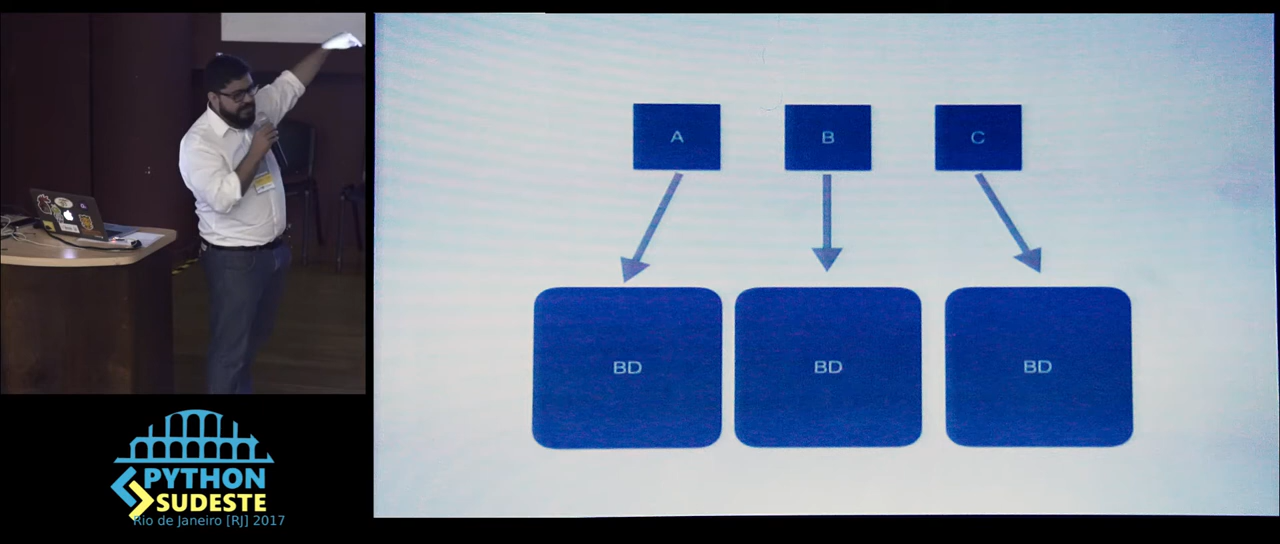 A
B
C
BD
BD
BD
PYTHON
SUDESTE
Rio de Janeiro [RJ] 2017